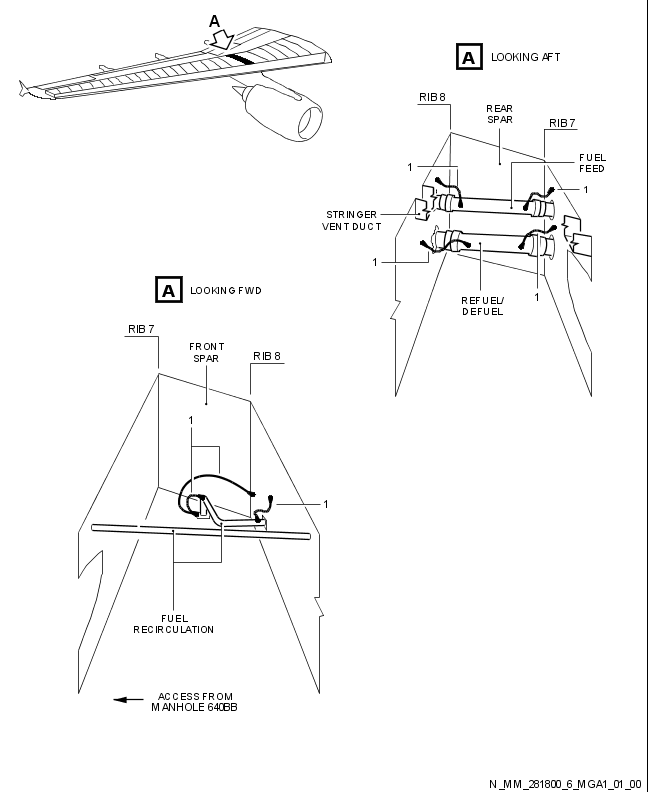 A
A LOOKING AFT
RIB 8
REAR
SPAR
RIB 7
FUEL
FEED
1
1
STRINGER
VENT DUCT
1
1
REFUEL/
DEFUEL
A LOOKING FWD
RIB 7
FRONT
SPAR
RIB 8
1
1
FUEL
RECIRCULATION
ACCESS FROM
MANHOLE 640BB
N_MM_281800_6_MGA1_01_00